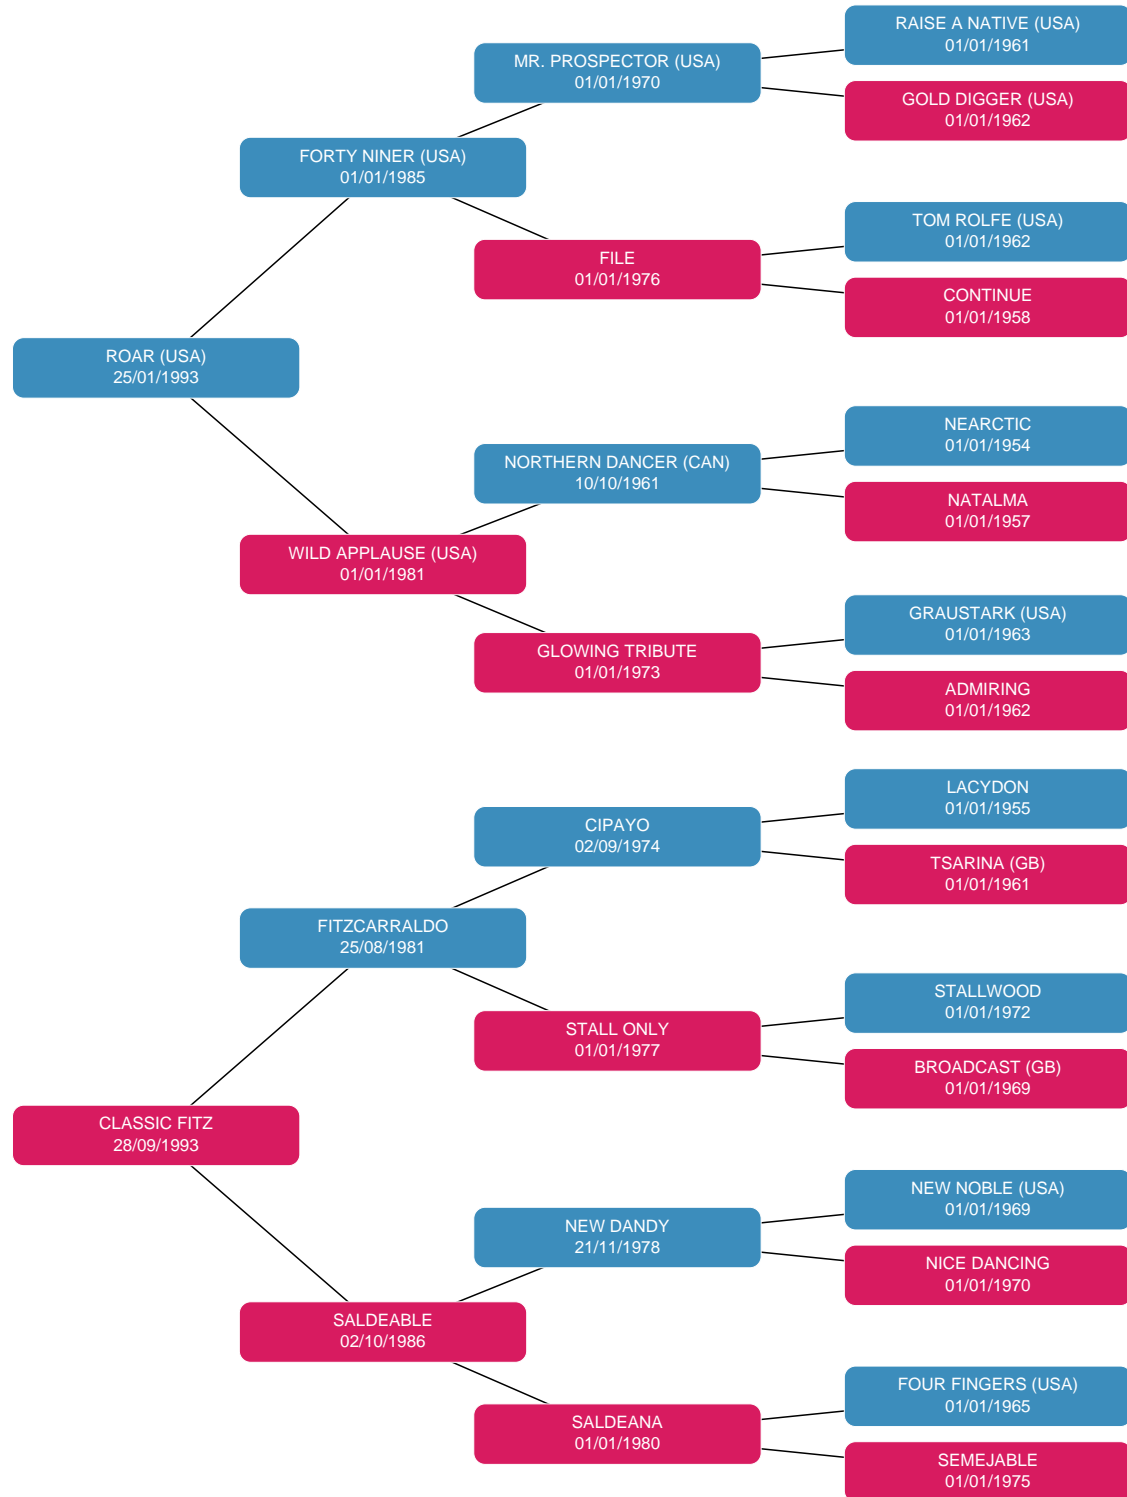 RAISE A NATIVE (USA)
01/01/1961
MR. PROSPECTOR (USA)
01/01/1970
GOLD DIGGER (USA)
01/01/1962
FORTY NINER (USA)
01/01/1985
TOM ROLFE (USA)
01/01/1962
FILE
01/01/1976
CONTINUE
01/01/1958
ROAR (USA)
25/01/1993
NEARCTIC
01/01/1954
NORTHERN DANCER (CAN)
10/10/1961
NATALMA
01/01/1957
WILD APPLAUSE (USA)
01/01/1981
GRAUSTARK (USA)
01/01/1963
GLOWING TRIBUTE
01/01/1973
ADMIRING
01/01/1962
LACYDON
01/01/1955
CIPAYO
02/09/1974
TSARINA (GB)
01/01/1961
FITZCARRALDO
25/08/1981
STALLWOOD
01/01/1972
STALL ONLY
01/01/1977
BROADCAST (GB)
01/01/1969
CLASSIC FITZ
28/09/1993
NEW NOBLE (USA)
01/01/1969
NEW DANDY
21/11/1978
NICE DANCING
01/01/1970
SALDEABLE
02/10/1986
FOUR FINGERS (USA)
01/01/1965
SALDEANA
01/01/1980
SEMEJABLE
01/01/1975